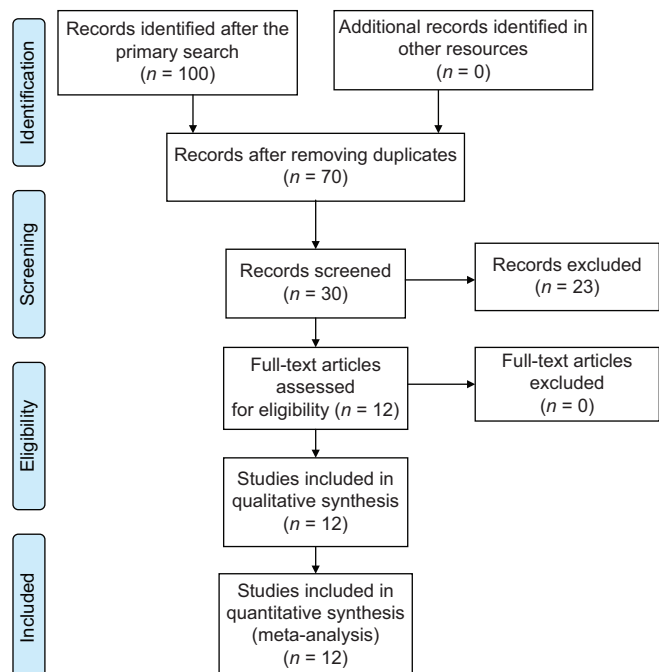 Identification
Records identified after the
primary search
(n = 100)
Additional records identified in
other resources
(n = 0)
Records after removing duplicates
(n = 70)
Screening
Records screened
(n = 30)
Records excluded
(n = 23)
Eligibility
Full-text articles
assessed
for eligibility (n = 12)
Full-text articles
excluded
(n = 0)
Studies included in
qualitative synthesis
(n = 12)
Included
Studies included in
quantitative synthesis
(meta-analysis)
(n = 12)